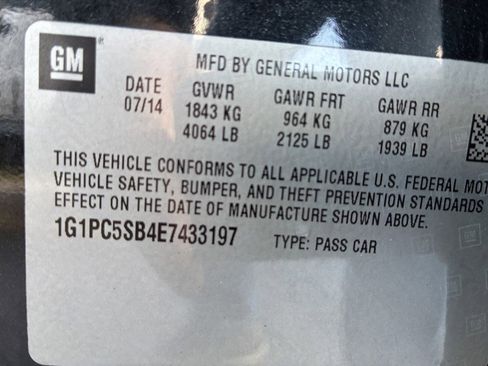 GM
MFD BY GENERAL MOTORS LLC
DATE GVWR GAWR FRT GAWR RR
07/14 1843 KG 964 KG 879 KG
4064 LB 2125 LB 1939 LB
THIS VEHICLE CONFORMS TO ALL APPLICABLE U.S. FEDERAL MOT
VEHICLE SAFETY, BUMPER, AND THEFT PREVENTION STANDARDS
EFFECT ON THE DATE OF MANUFACTURE SHOWN ABOVE.
1G1PC5SB4E7433197 TYPE: PASS CAR